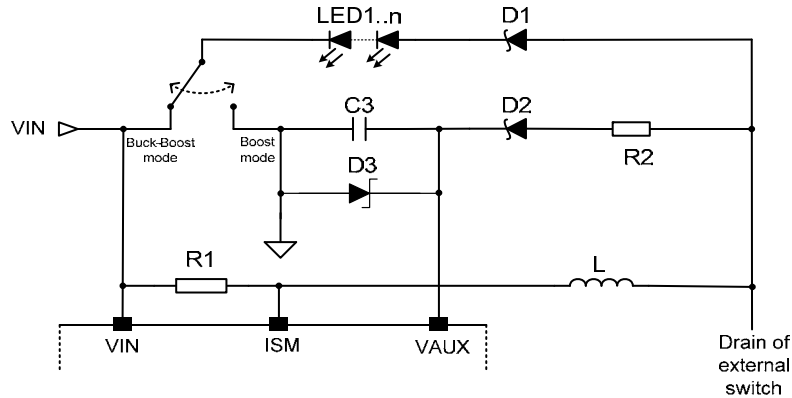 LED1..n
D1
VIN
Buck-Boost
mode
Boost
mode
C3
D2
R2
D3
R1
L
VIN
ISM
VAUX
Drain of
external
switch